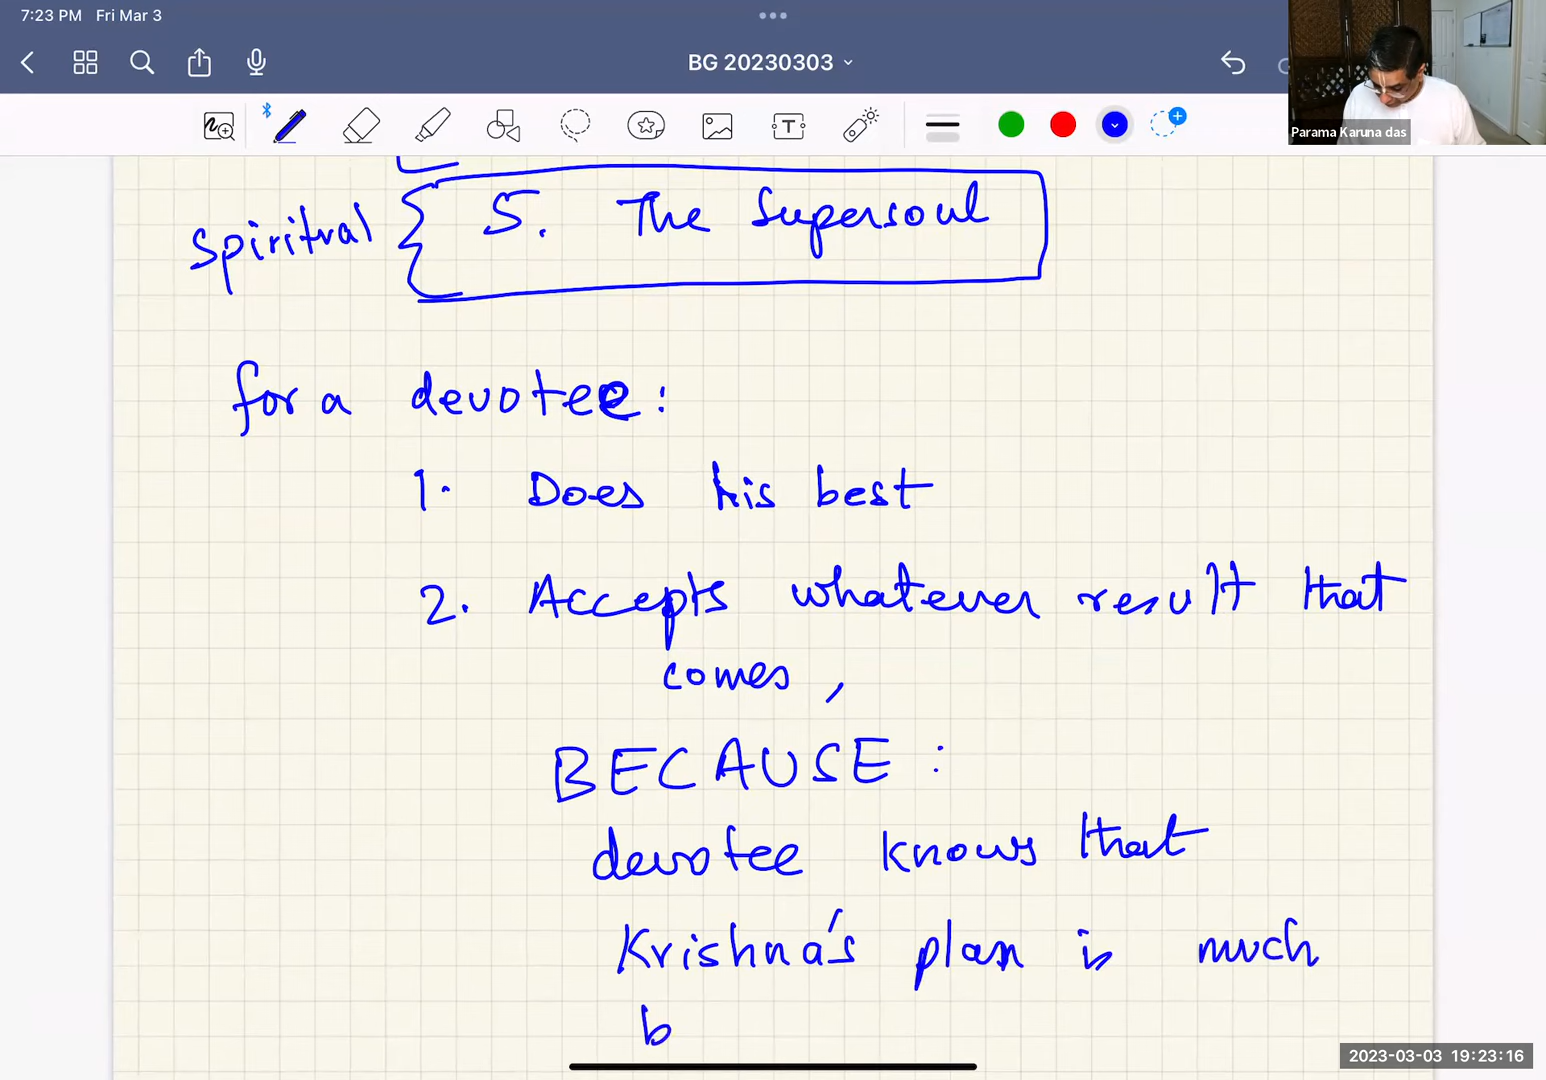 7:23 PM Fri Mar 3
BG 20230303
T
Parama Karuna das
spiritual { 5. The Supersoul
for a devotee:
1. Does his best
2. Accepts whatever result that
comes,
BECAUSE:
devotee knows that
Krishna's plan is much
b
2023-03-03 19:23:16